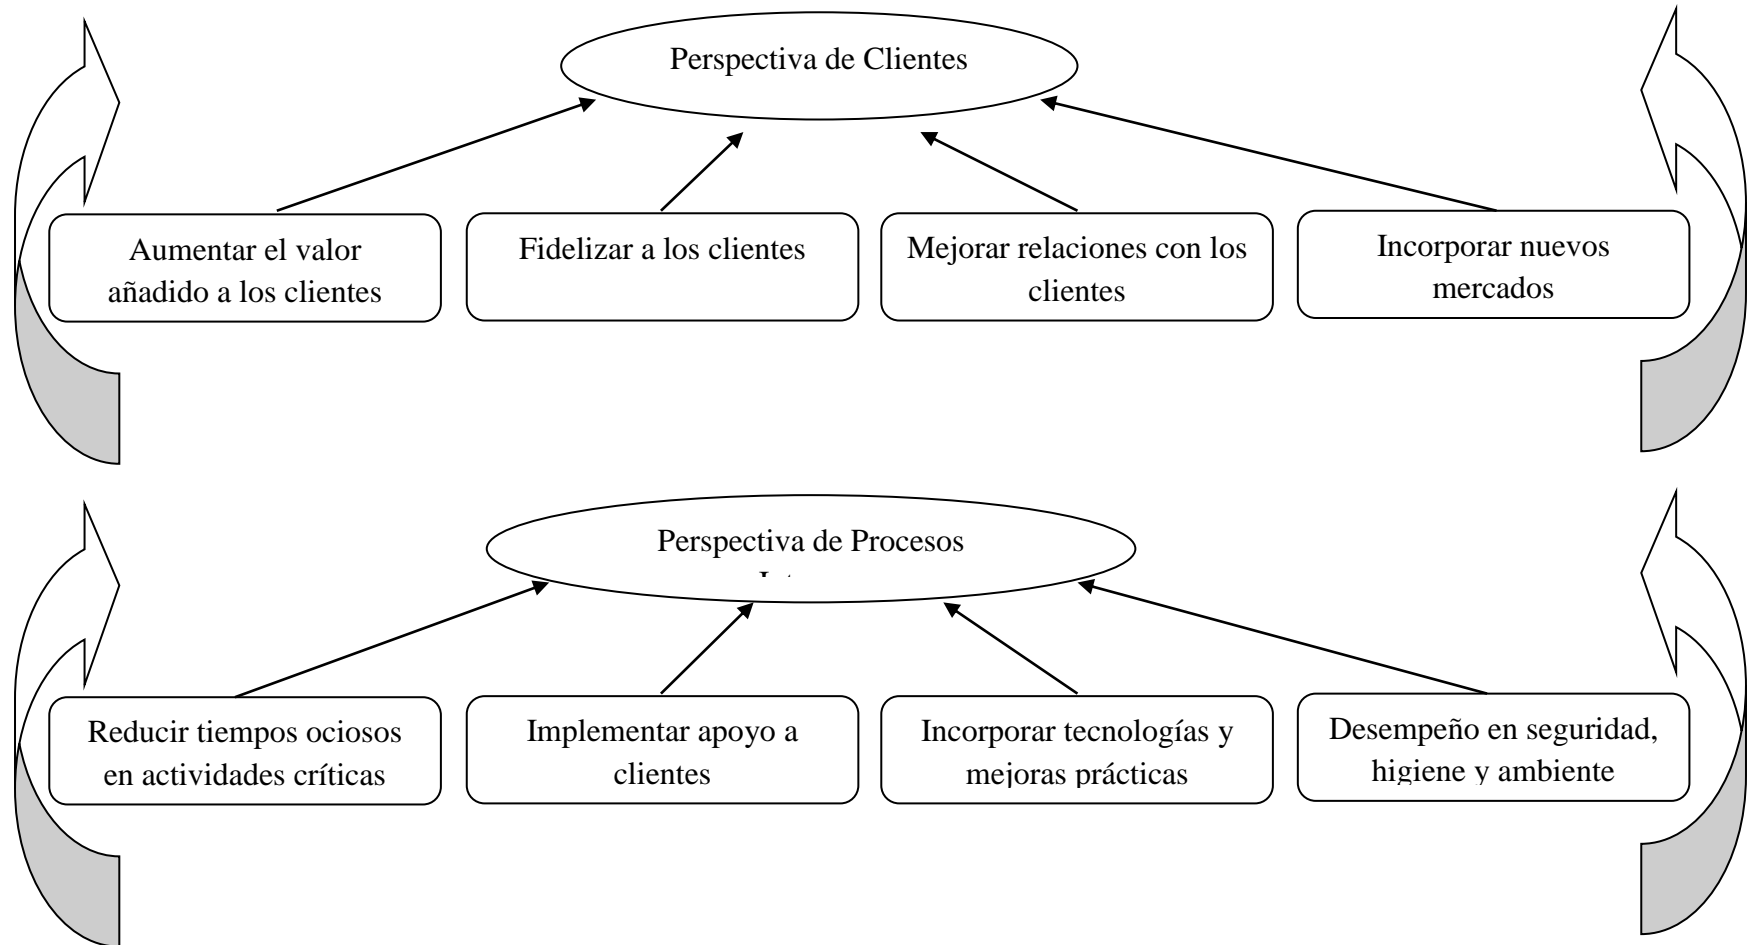 Perspectiva de Clientes
Aumentar el valor
añadido a los clientes
Fidelizar a los clientes
Mejorar relaciones con los
clientes
Incorporar nuevos
mercados
Perspectiva de Procesos
Reducir tiempos ociosos
en actividades críticas
Implementar apoyo a
clientes
Incorporar tecnologías y
mejoras prácticas
Desempeño en seguridad,
higiene y ambiente